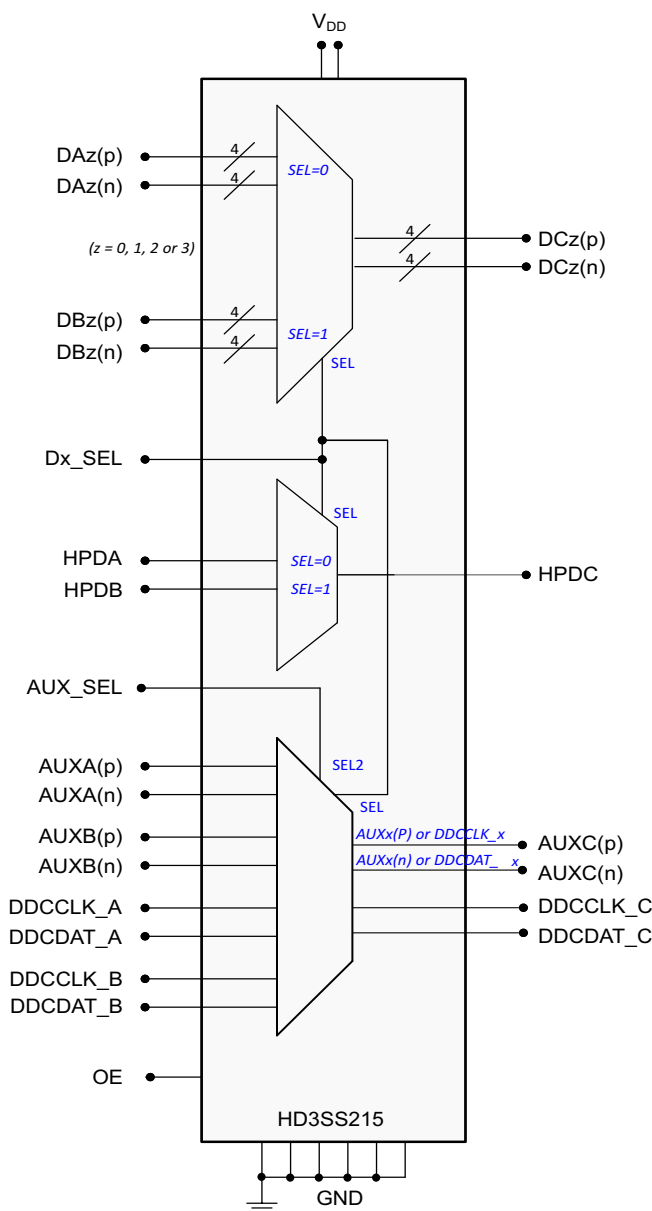 VDD
DAz(p)
4
SEL=0
DAz(n)
4
(z = 0, 1, 2 or 3)
4
DCz(p)
4
DCz(n)
DBz(p)
4
SEL=1
DBz(n)
4
SEL
Dx_SEL
SEL
HPDA
SEL=0
HPDB
SEL=1
HPDC
AUX_SEL
AUXA(p)
SEL2
AUXA(n)
SEL
AUXB(p)
AUXx(P) or DDCCLK_x
AUXC(p)
AUXB(n)
AUXx(n) or DDCDAT_ x
AUXC(n)
DDCCLK_A
DDCCLK_C
DDCDAT_A
DDCDAT_C
DDCCLK_B
DDCDAT_B
OE
HD3SS215
GND